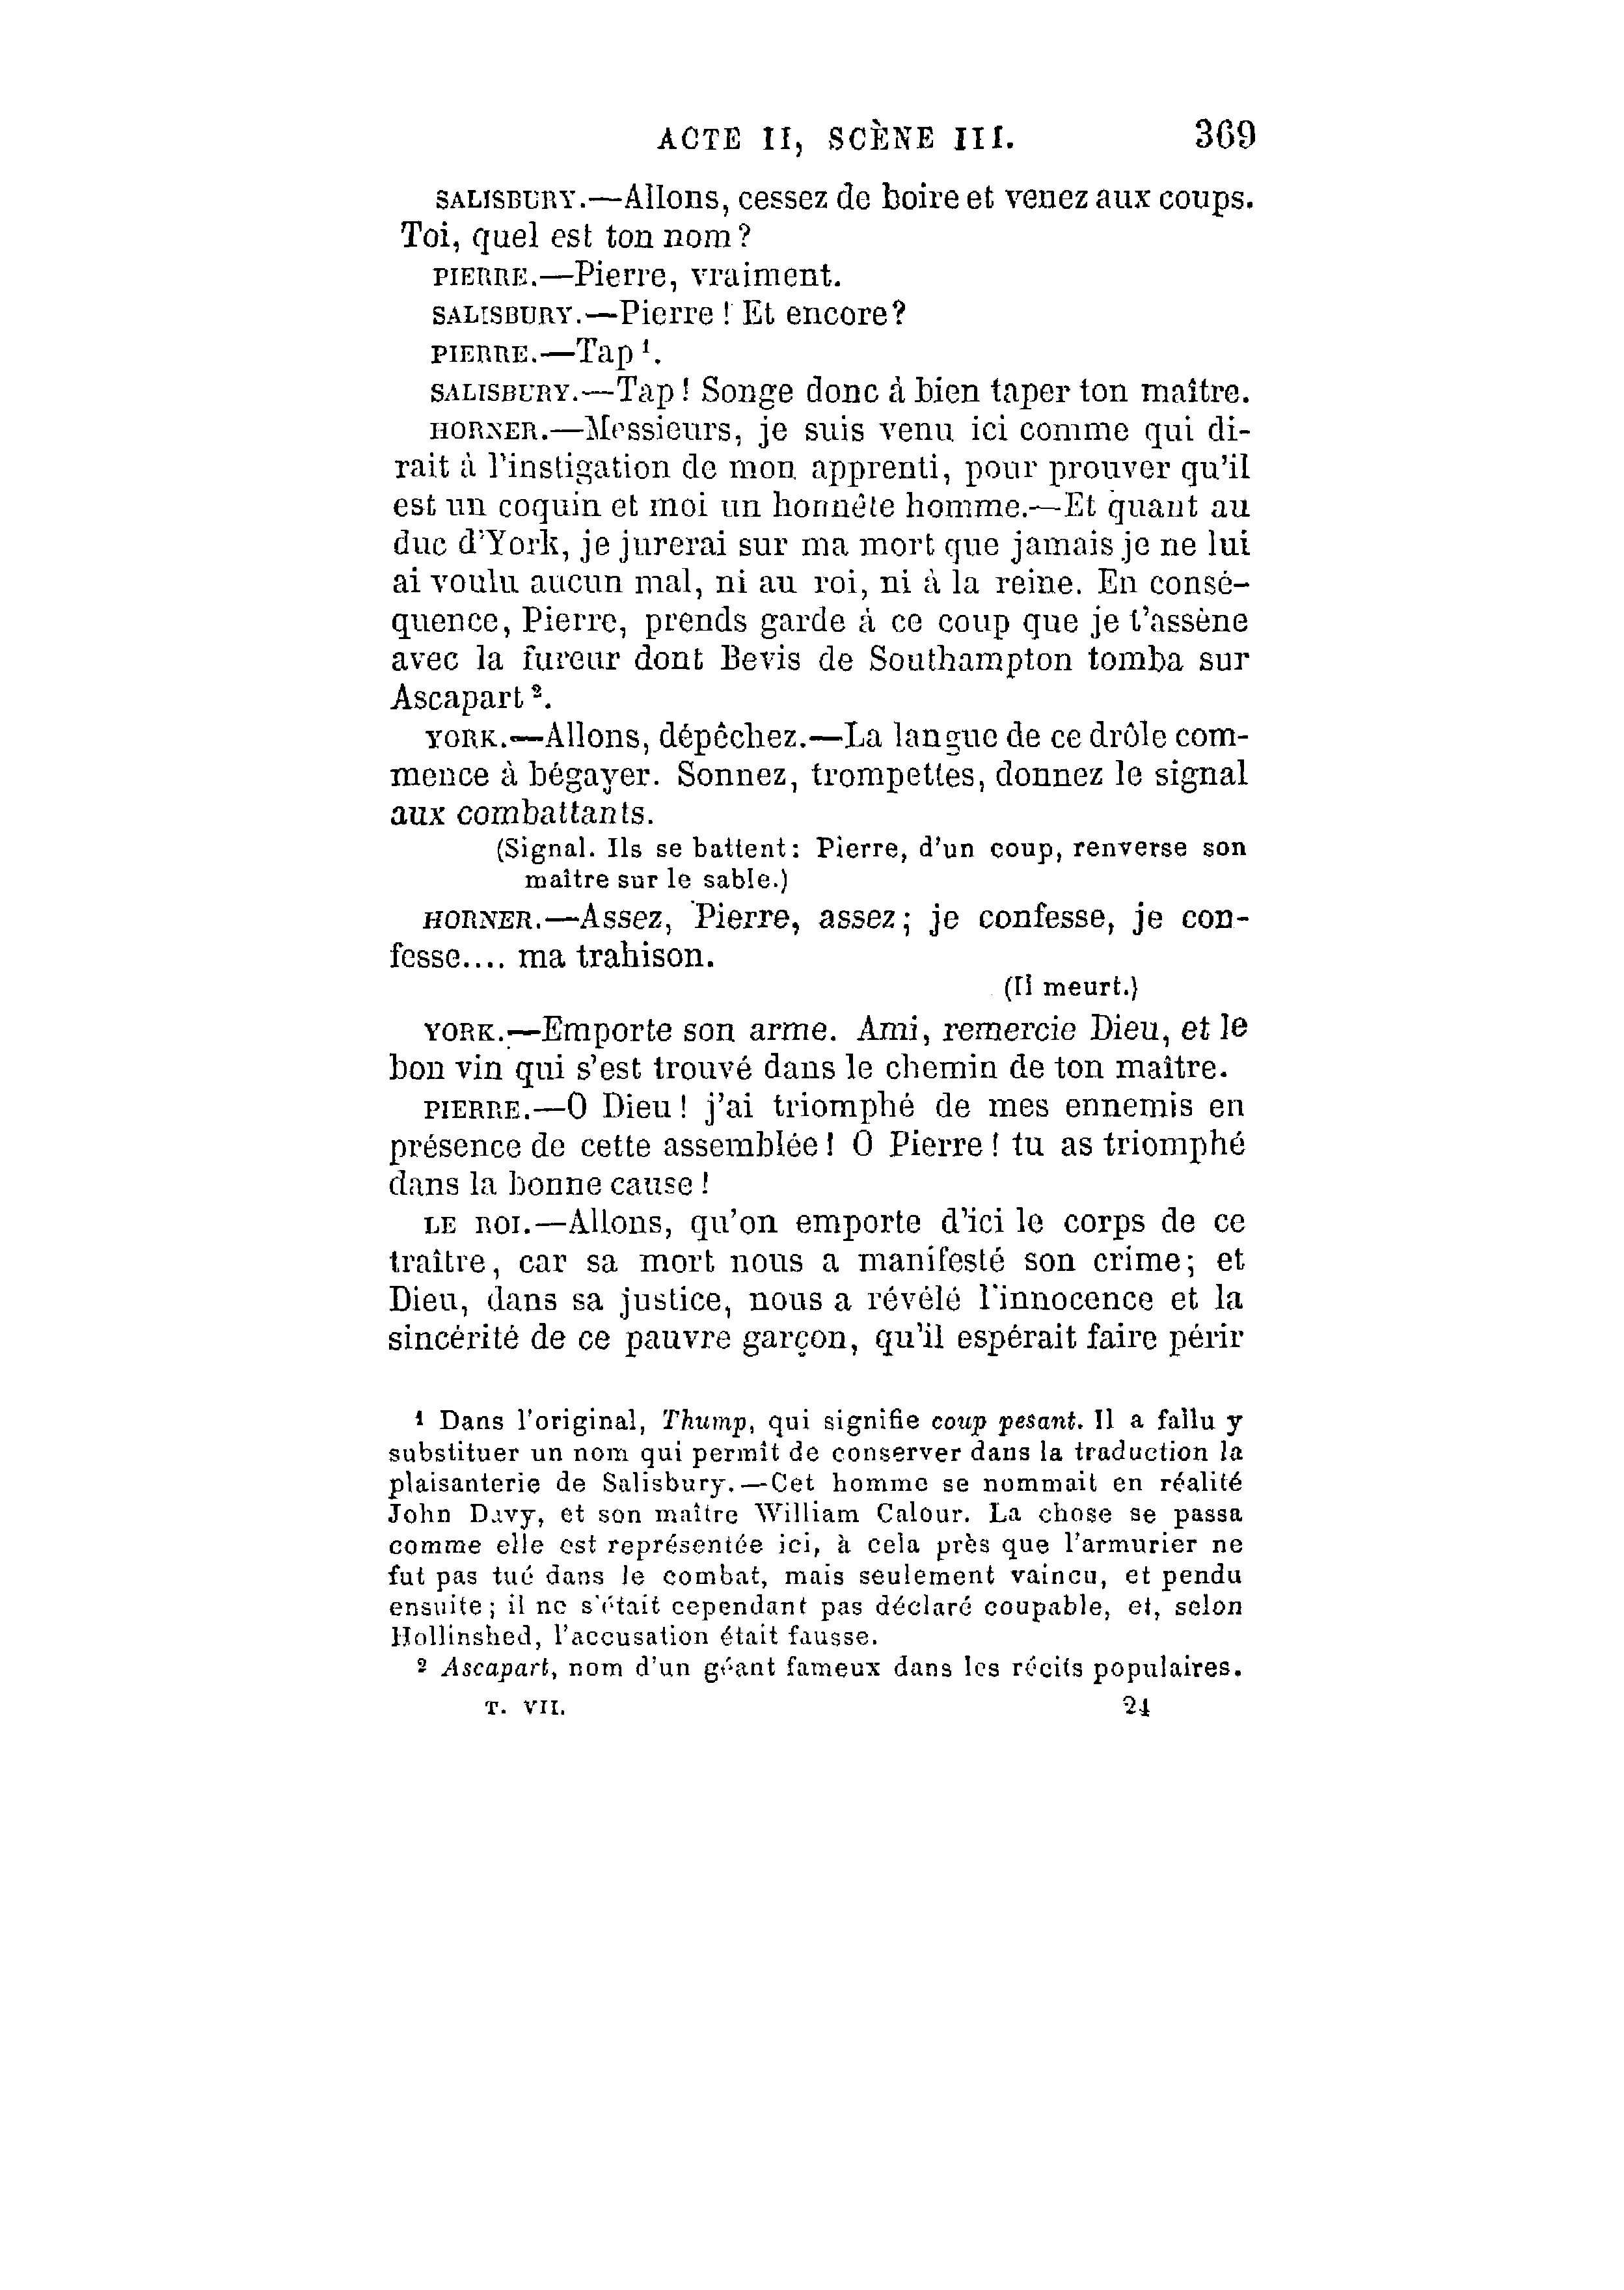 ACTE II, SCÈNE III. 369
SALISBURY.—Allons, cessez de boire et venez aux coups.
Toi, quel est ton nom?
PIERRE.—Pierre, vraiment.
SALISBURY.—Pierre! Et encore?
PIERRE.—Tap ¹.
SALISBURY.—Tap! Songe donc à bien taper ton maître.
HORNER.—Messieurs, je suis venu ici comme qui di-
rait à l'instigation de mon apprenti, pour prouver qu'il
est un coquin et moi un honnête homme.—Et quant au
duc d'York, je jurerai sur ma mort que jamais je ne lui
ai voulu aucun mal, ni au roi, ni à la reine. En consé-
quence, Pierre, prends garde à ce coup que je t'assène
avec la fureur dont Bevis de Southampton tomba sur
Ascapart ².
YORK.—Allons, dépêchez.—La langue de ce drôle com-
mence à bégayer. Sonnez, trompettes, donnez le signal
aux combattants.
(Signal. Ils se battent: Pierre, d'un coup, renverse son
maître sur le sable.)
HORNER.—Assez, Pierre, assez; je confesse, je con-
fesse.... ma trahison.
(Il meurt.)
YORK.—Emporte son arme. Ami, remercie Dieu, et le
bon vin qui s'est trouvé dans le chemin de ton maître.
PIERRE.—O Dieu! j'ai triomphé de mes ennemis en
présence de cette assemblée! O Pierre! tu as triomphé
dans la bonne cause!
LE ROI.—Allons, qu'on emporte d'ici le corps de ce
traître, car sa mort nous a manifesté son crime; et
Dieu, dans sa justice, nous a révélé l'innocence et la
sincérité de ce pauvre garçon, qu'il espérait faire périr
¹ Dans l'original, Thump, qui signifie coup pesant. Il a fallu y
substituer un nom qui permît de conserver dans la traduction la
plaisanterie de Salisbury.—Cet homme se nommait en réalité
John Davy, et son maître William Calour. La chose se passa
comme elle est représentée ici, à cela près que l'armurier ne
fut pas tué dans le combat, mais seulement vaincu, et pendu
ensuite; il ne s'était cependant pas déclaré coupable, et, selon
Hollinshed, l'accusation était fausse.
² Ascapart, nom d'un géant fameux dans les récits populaires.
T. VII. 24